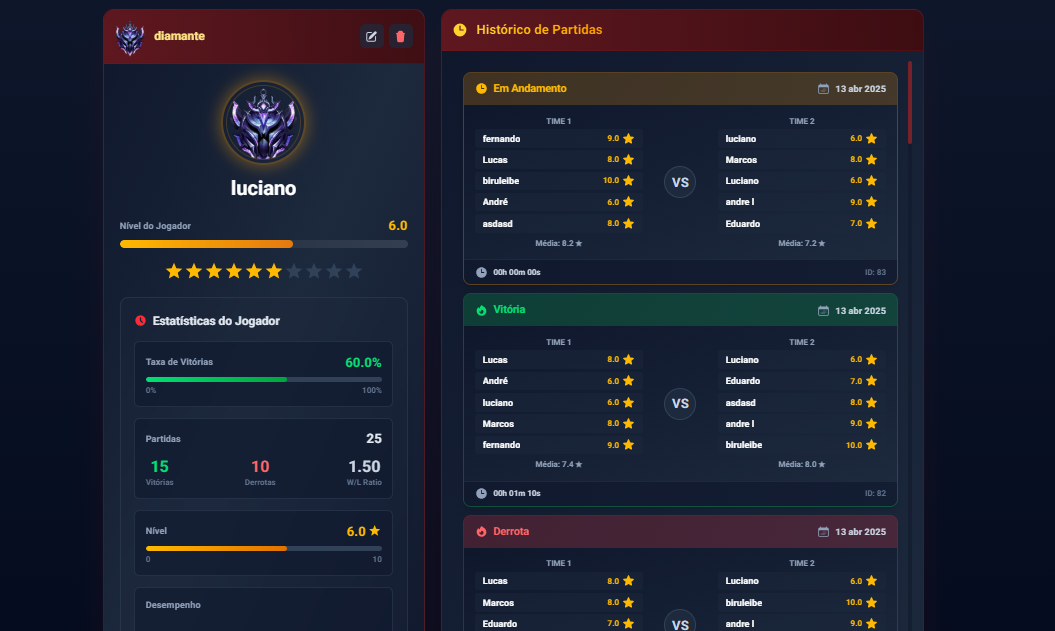 diamante
luciano
Nível do Jogador 6.0
Estatísticas do Jogador
Taxa de Vitórias 60.0%
0% 100%
Partidas 25
15 10 1.50
Vitórias Derrotas W/L Ratio
Nível 6.0
0 10
Desempenho
Histórico de Partidas
Em Andamento 13 abr 2025
TIME 1 TIME 2
fernando 9.0 luciano 6.0
Lucas 8.0 Marcos 8.0
biruleibe 10.0 Luciano 6.0
VS
André 6.0 andre l 9.0
asdasd 8.0 Eduardo 7.0
Média: 8.2 ★ Média: 7.2 ★
00h 00m 00s ID: 83
Vitória 13 abr 2025
TIME 1 TIME 2
Lucas 8.0 Luciano 6.0
André 6.0 Eduardo 7.0
luciano 6.0 asdasd 8.0
VS
Marcos 8.0 andre l 9.0
fernando 9.0 biruleibe 10.0
Média: 7.4 ★ Média: 8.0 ★
00h 01m 10s ID: 82
Derrota 13 abr 2025
TIME 1 TIME 2
Lucas 8.0 Luciano 6.0
Marcos 8.0 biruleibe 10.0
Eduardo 7.0 VS andre l 9.0